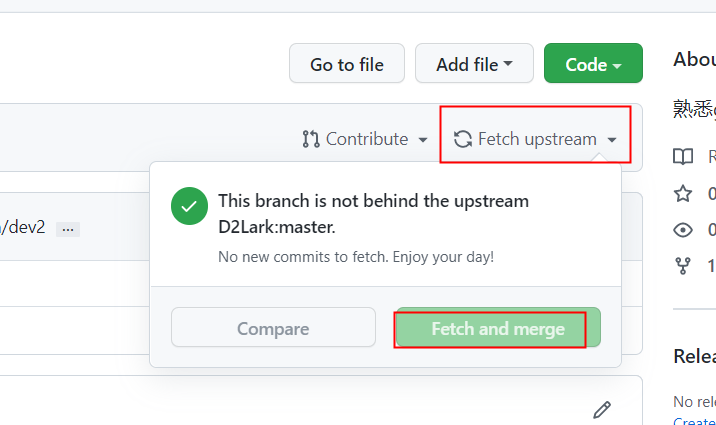 Go to file
Add file
Code
Abou
熟悉g
Contribute
Fetch upstream
R
0
0
1
/dev2
...
This branch is not behind the upstream
D2Lark:master.
No new commits to fetch. Enjoy your day!
Compare
Fetch and merge
Relea
No rel
Create